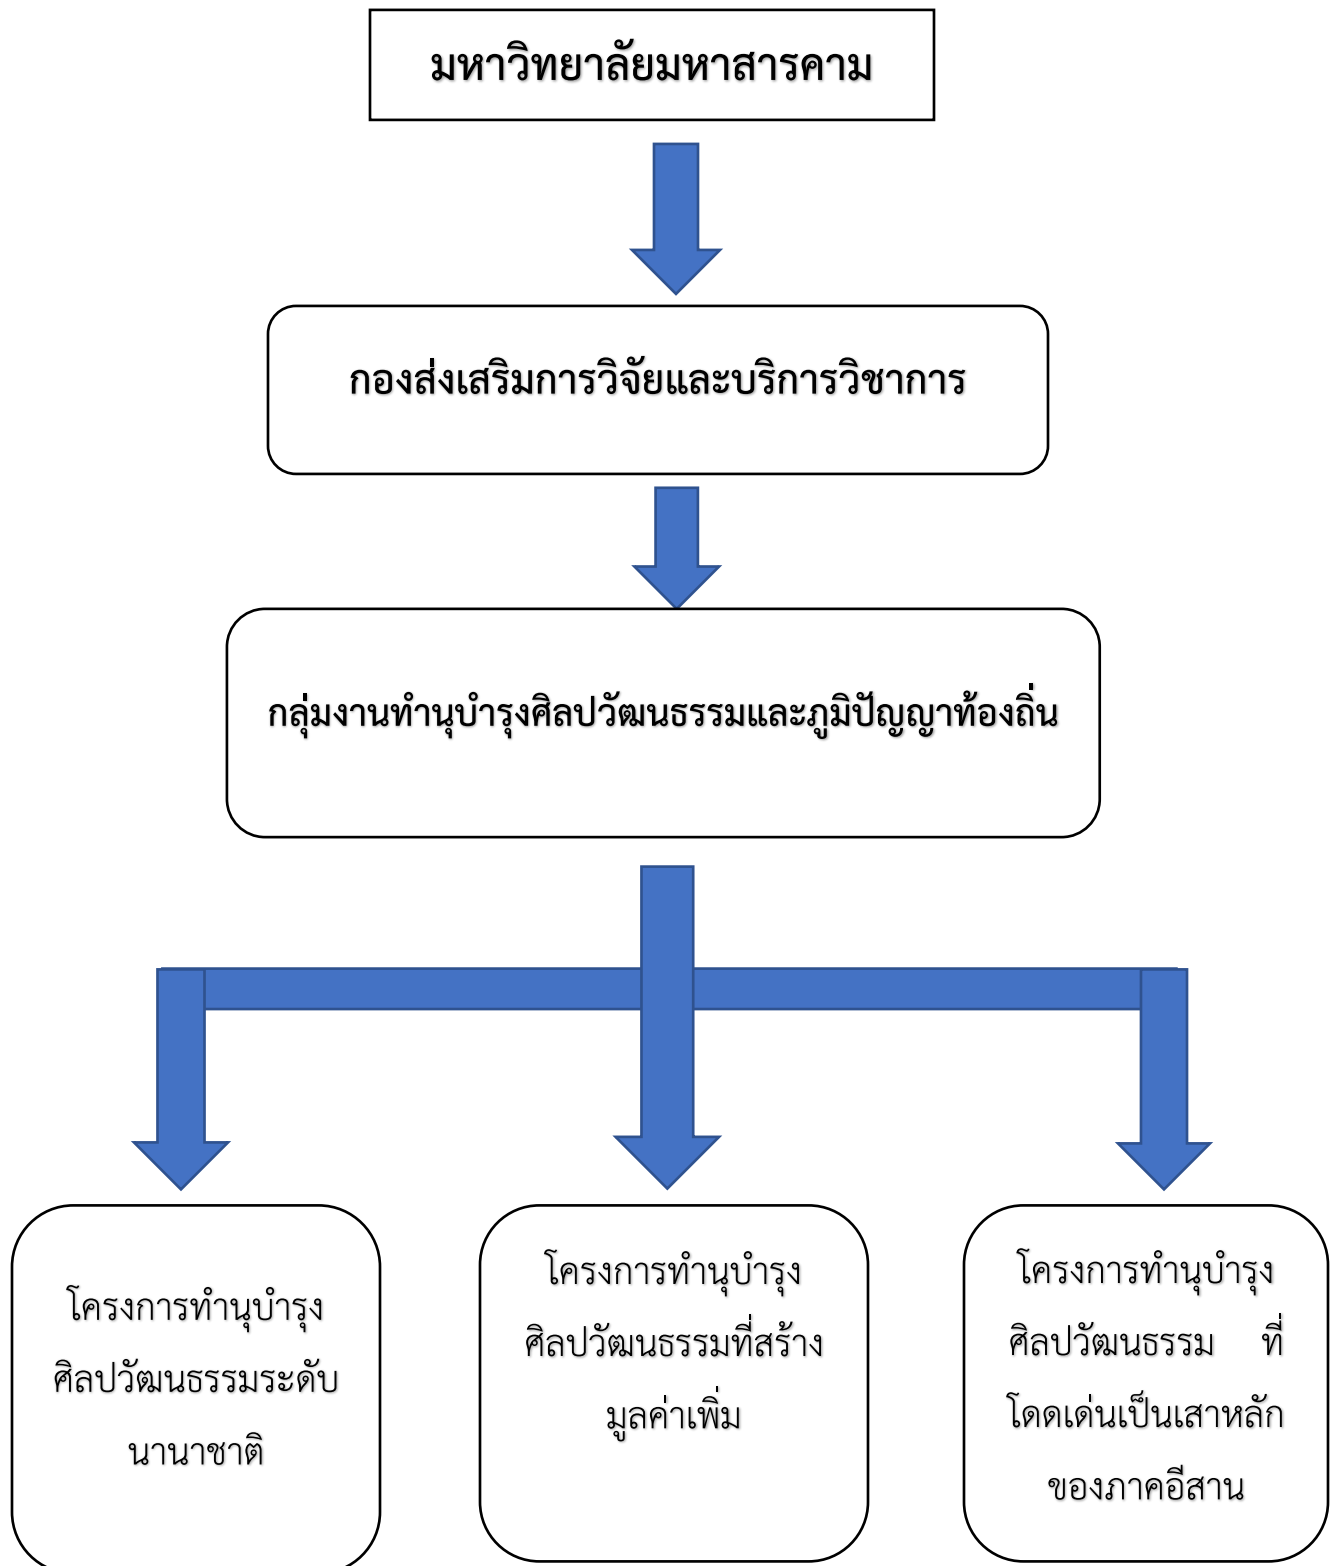 มหาวิทยาลัยมหาสารคาม
กองส่งเสริมการวิจัยและบริการวิชาการ
กลุ่มงานทำนุบำรุงศิลปวัฒนธรรมและภูมิปัญญาท้องถิ่น
โครงการทำนุบำรุง
ศิลปวัฒนธรรมระดับ
นานาชาติ
โครงการทำนุบำรุง
ศิลปวัฒนธรรมที่สร้าง
มูลค่าเพิ่ม
โครงการทำนุบำรุง
ศิลปวัฒนธรรม ที่
โดดเด่นเป็นเสาหลัก
ของภาคอีสาน